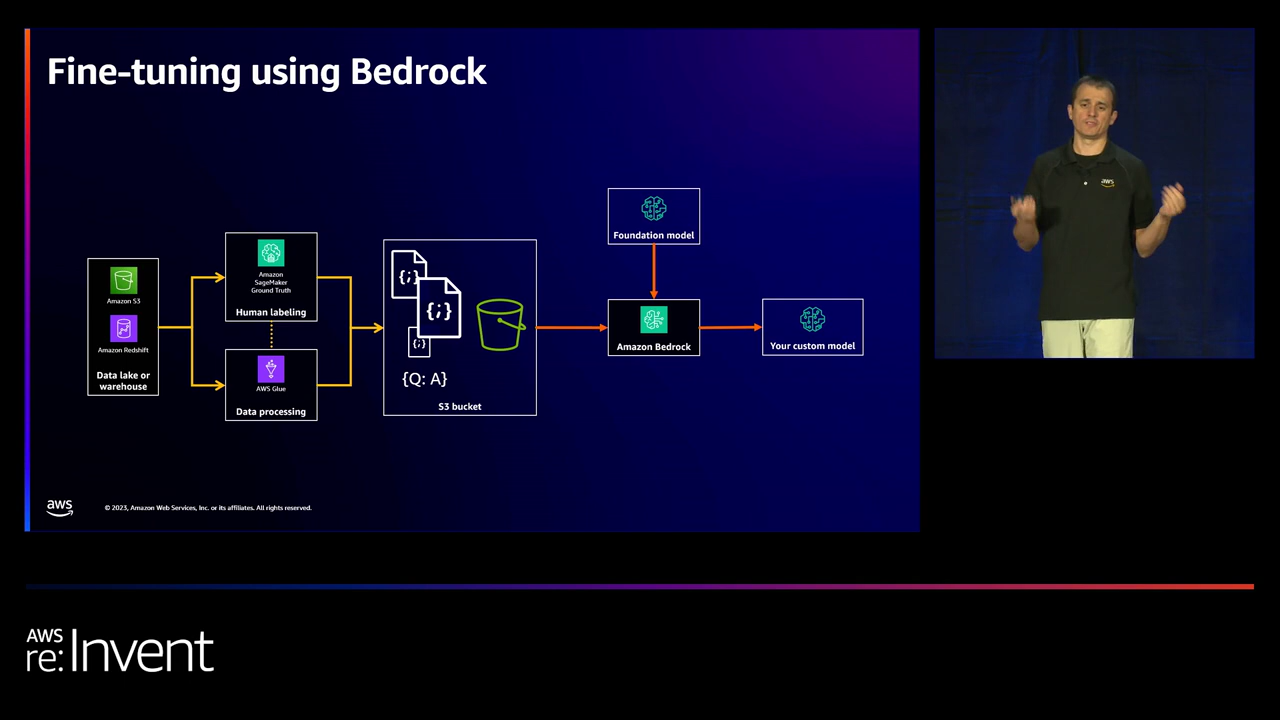 Fine-tuning using Bedrock
Amazon S3
Amazon Redshift
Data lake or
warehouse
Amazon
SageMaker
Ground Truth
Human labeling
AWS Glue
Data processing
{;}
{;}
{;}
{Q: A}
S3 bucket
Foundation model
Amazon Bedrock
Your custom model
aws
© 2023, Amazon Web Services, Inc. or its affiliates. All rights reserved.
aws
AWS
re:Invent